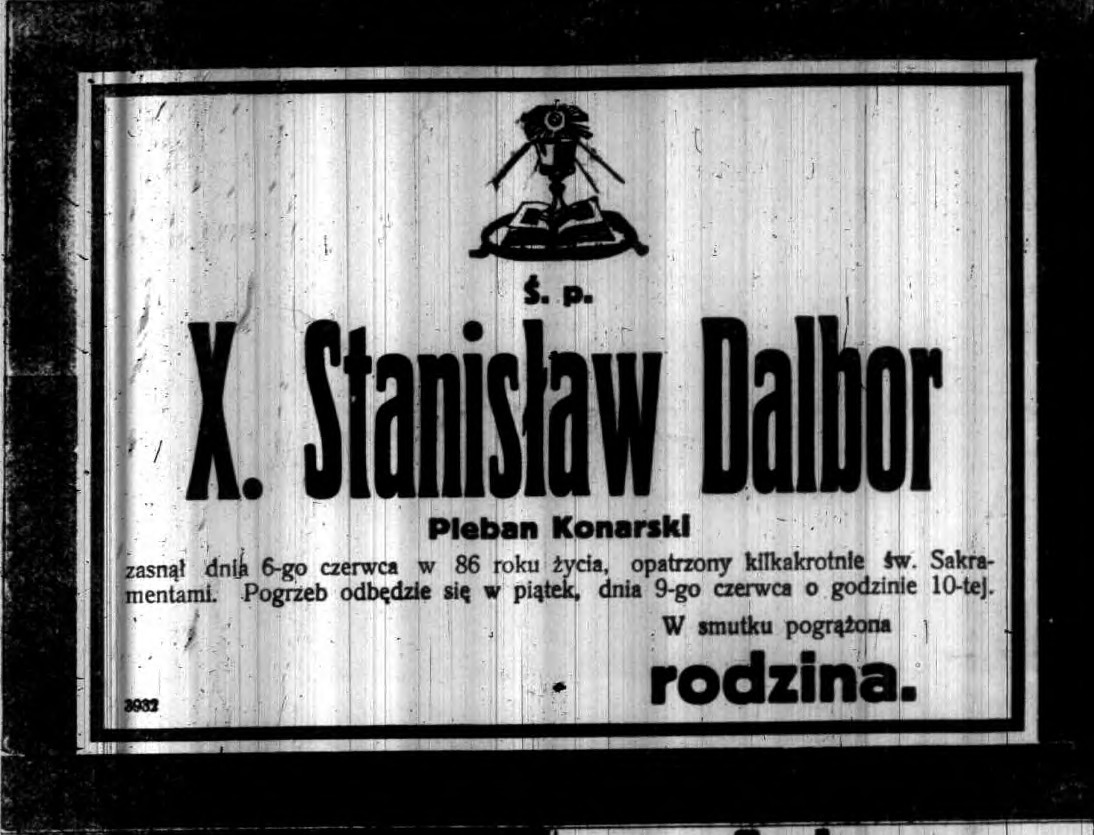 Ś. p.
X. Stanisław Dalbor
Pleban Konarski
zasnął dnia 6-go czerwca w 86 roku życia, opatrzony kilkakrotnie św. Sakra-
mentami. Pogrzeb odbędzie się w piątek, dnia 9-go czerwca o godzinie 10-tej.
W smutku pogrążona
rodzina.
3932